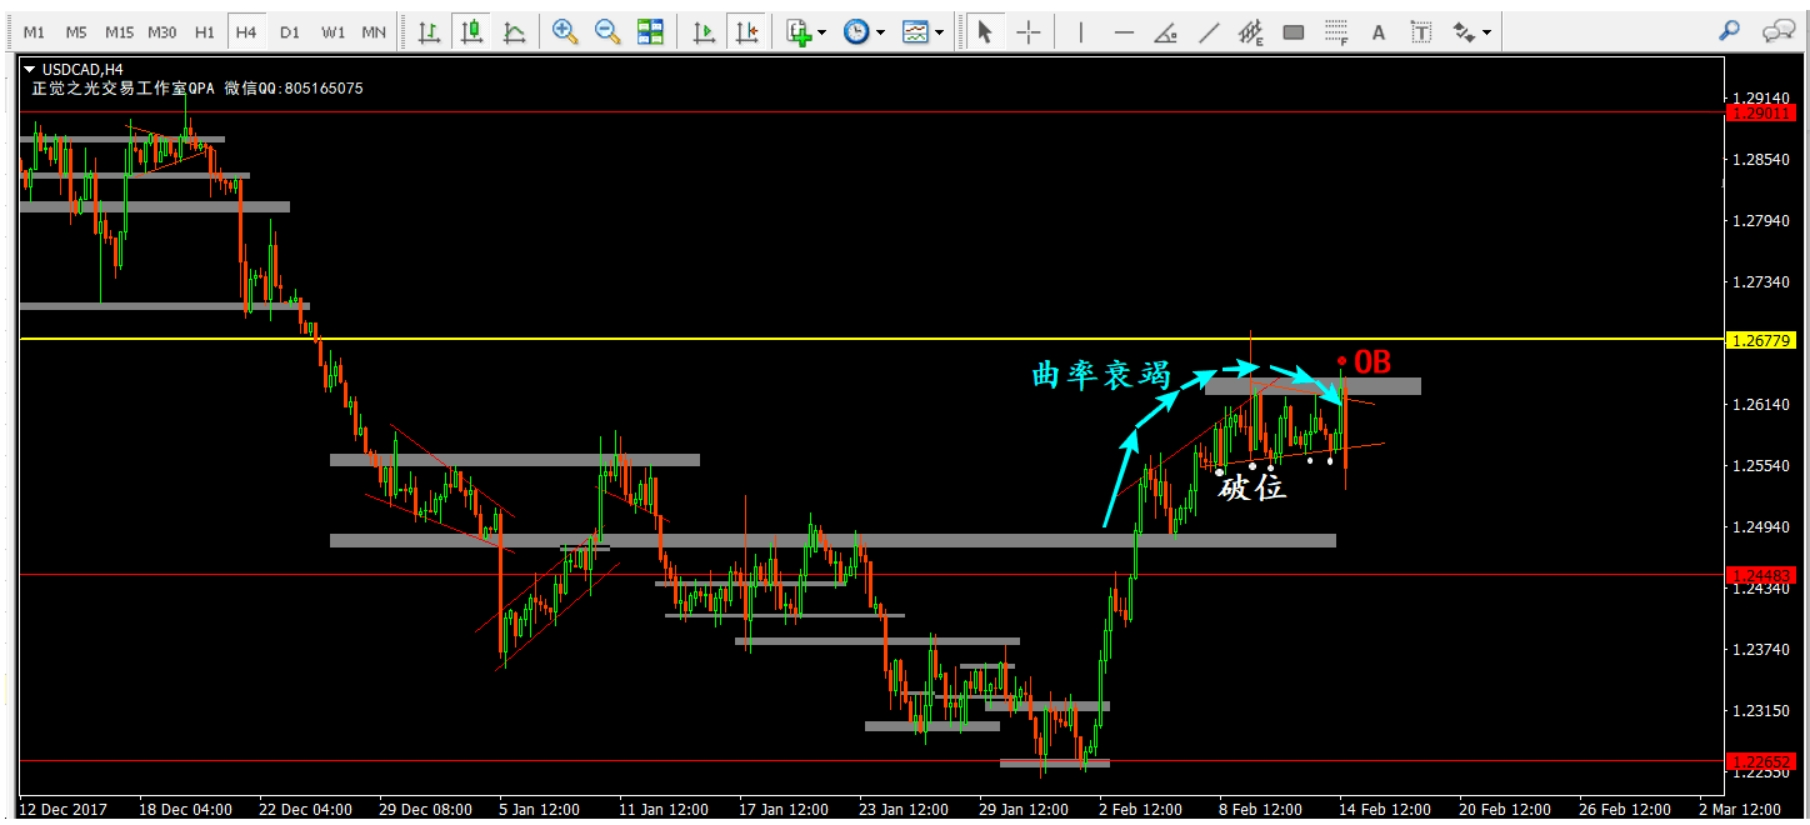 M1 M5 M15 M30 H1 H4 D1 W1 MN E F A T
USDCAD,H4
正觉之光交易工作室QPA 微信QQ:805165075
1.29140
1.29011
1.28540
1.27940
1.27340
1.26779
曲率衰竭
OB
1.26140
1.25540
破位
1.24940
1.24483
1.24340
1.23740
1.23150
1.22652
1.22550
12 Dec 2017 18 Dec 04:00 22 Dec 04:00 29 Dec 08:00 5 Jan 12:00 11 Jan 12:00 17 Jan 12:00 23 Jan 12:00 29 Jan 12:00 2 Feb 12:00 8 Feb 12:00 14 Feb 12:00 20 Feb 12:00 26 Feb 12:00 2 Mar 12:00